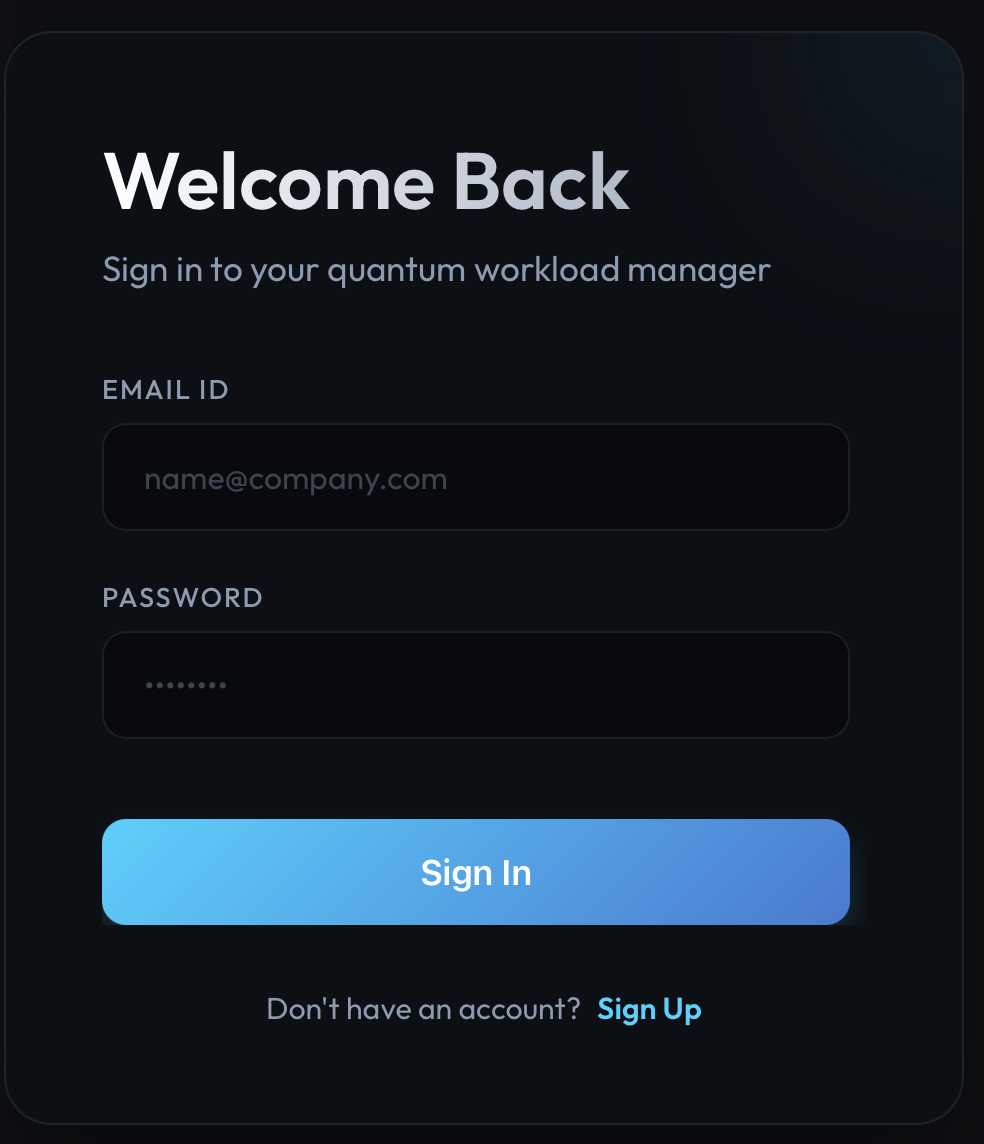 Welcome Back
Sign in to your quantum workload manager
EMAIL ID
name@company.com
PASSWORD
••••••••
Sign In
Don't have an account? Sign Up